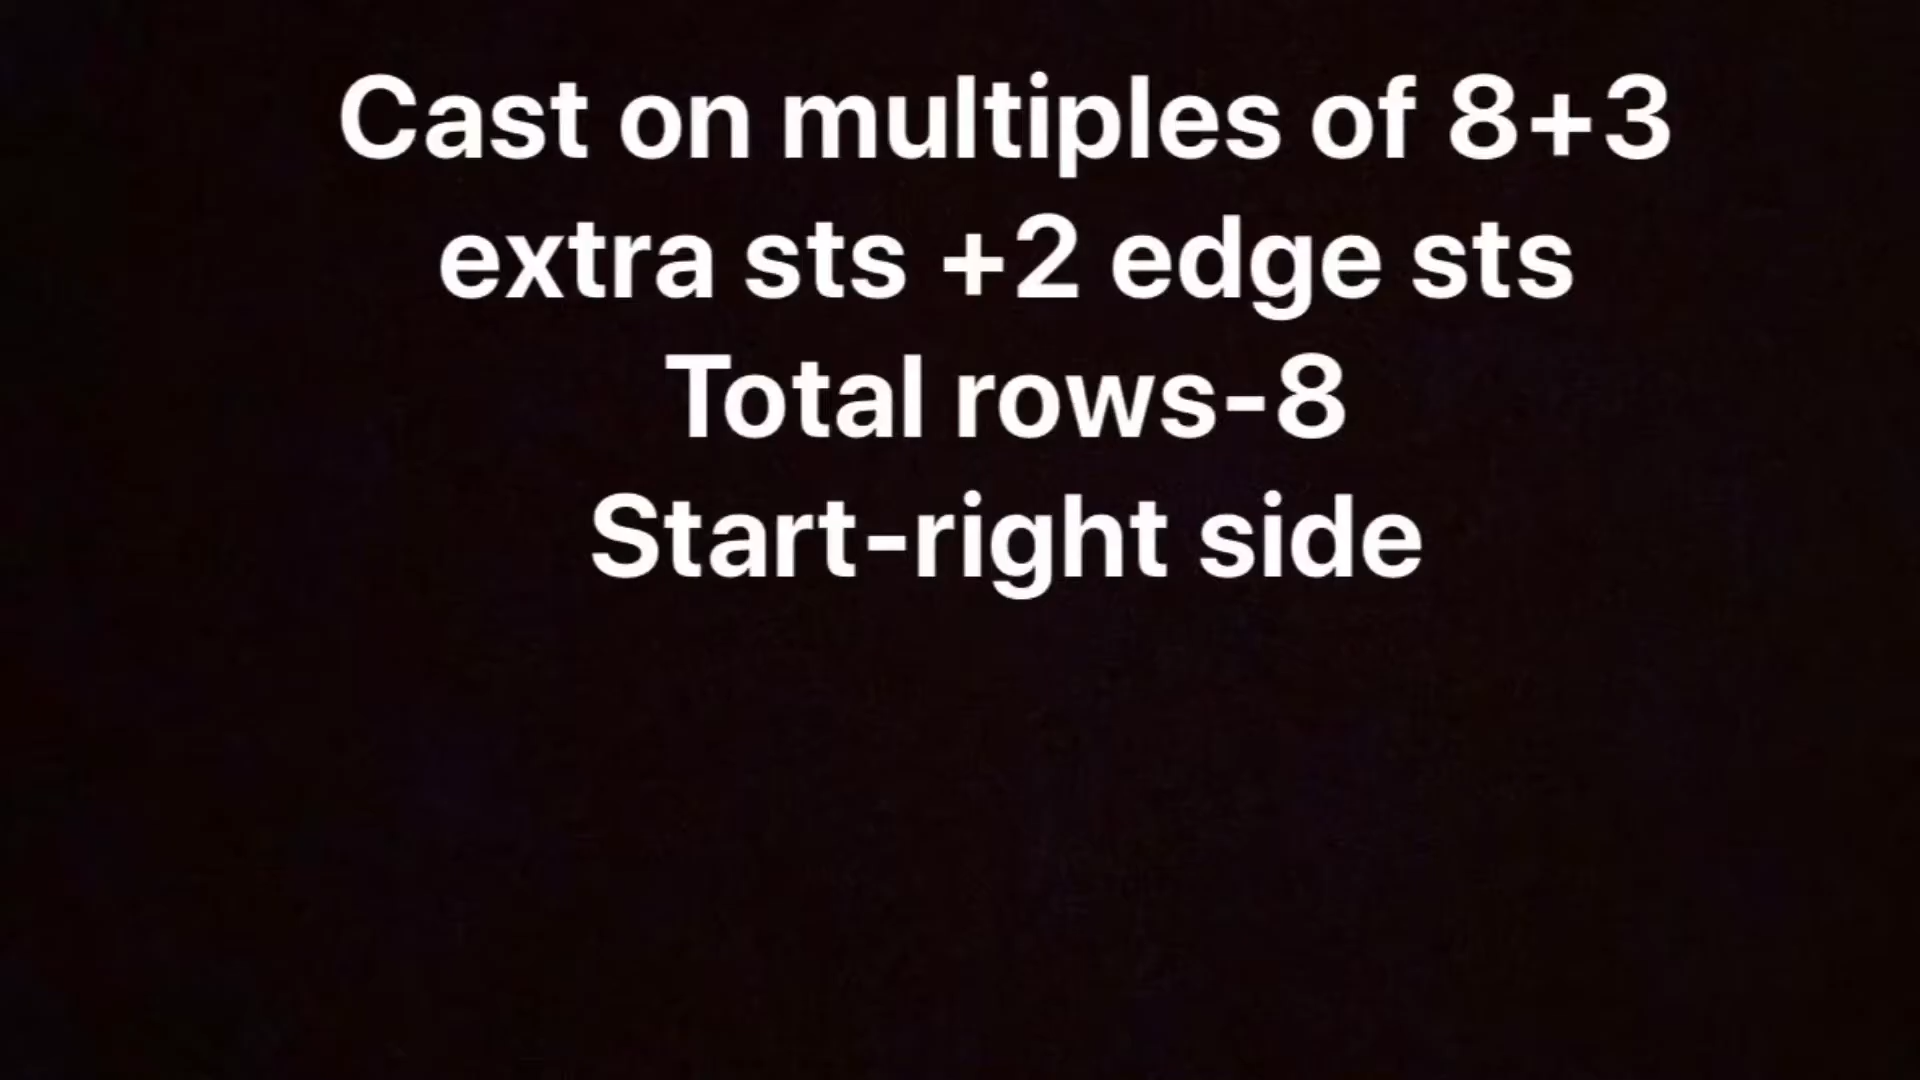 Cast on multiples of 8+3
extra sts +2 edge sts
Total rows-8
Start-right side